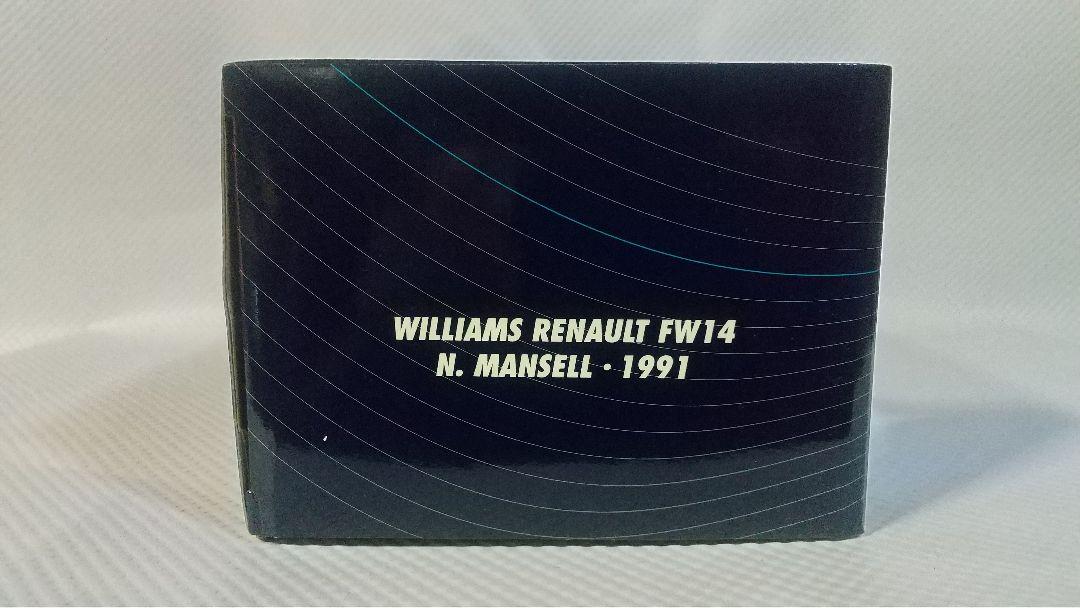 WILLIAMS RENAULT FW14
N. MANSELL • 1991